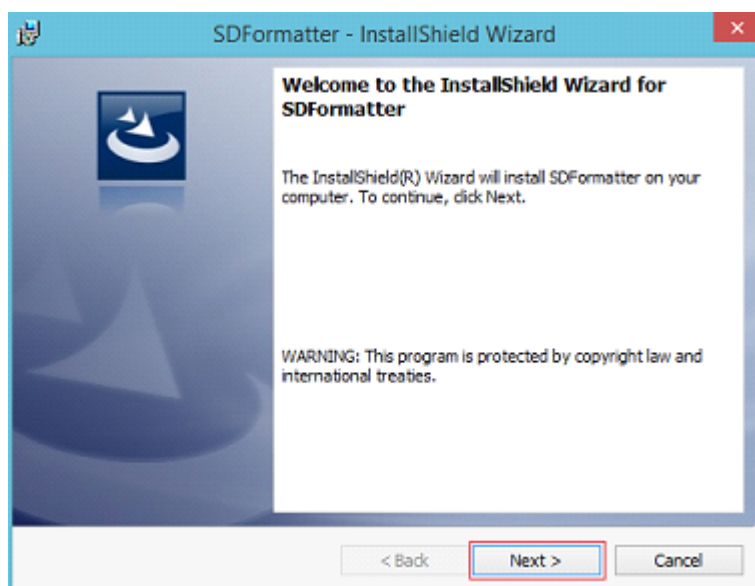 SDFormatter - InstallShield Wizard
Welcome to the InstallShield Wizard for
SDFormatter
The InstallShield(R) Wizard will install SDFormatter on your
computer. To continue, click Next.
WARNING: This program is protected by copyright law and
international treaties.
< Back Next > Cancel